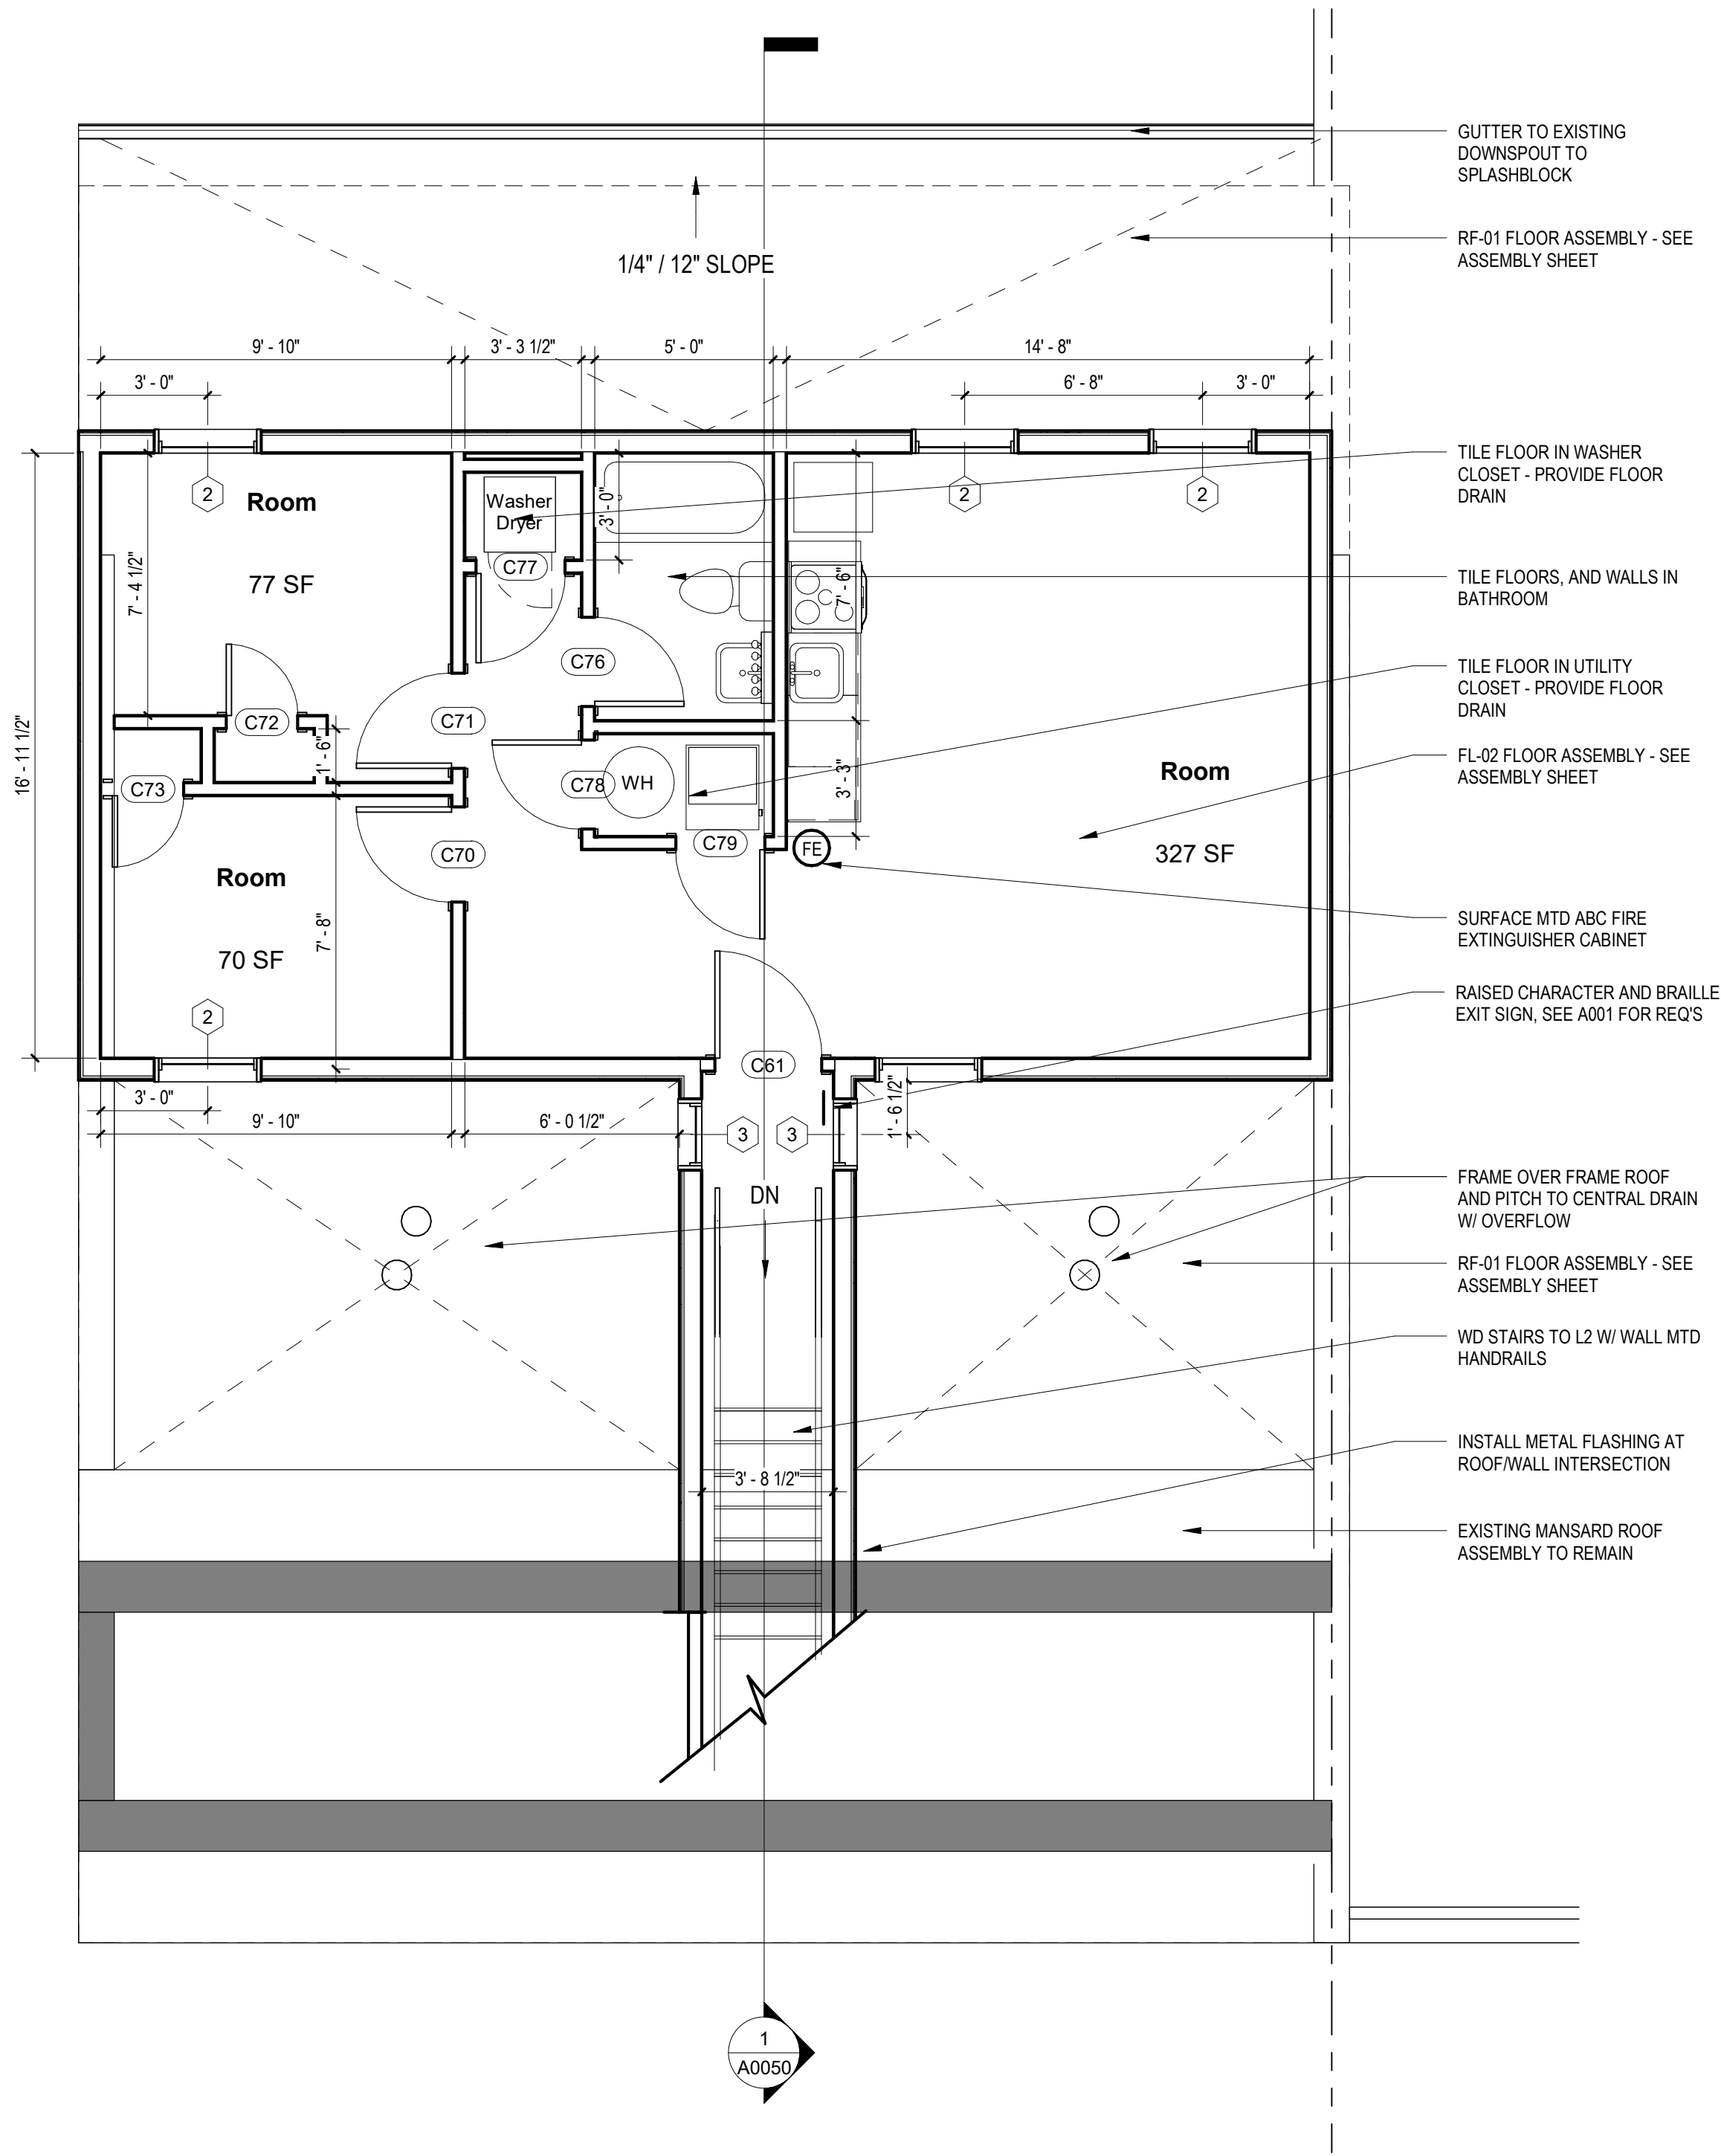 GUTTER TO EXISTING
DOWNSPOUT TO
SPLASHBLOCK
RF-01 FLOOR ASSEMBLY - SEE
ASSEMBLY SHEET
1/4" / 12" SLOPE
9' - 10"
3' - 3 1/2"
5' - 0"
14' - 8"
3' - 0"
6' - 8"
3' - 0"
TILE FLOOR IN WASHER
CLOSET - PROVIDE FLOOR
DRAIN
2
Room
77 SF
7' - 4 1/2"
Washer
Dryer
3' - 0"
2
2
C77
TILE FLOORS, AND WALLS IN
BATHROOM
7' - 6"
C76
TILE FLOOR IN UTILITY
CLOSET - PROVIDE FLOOR
DRAIN
C72
C71
16' - 11 1/2"
1' - 6"
C73
C78
WH
3' - 3"
Room
327 SF
FL-02 FLOOR ASSEMBLY - SEE
ASSEMBLY SHEET
C70
C79
FE
Room
70 SF
7' - 8"
SURFACE MTD ABC FIRE
EXTINGUISHER CABINET
RAISED CHARACTER AND BRAILLE
EXIT SIGN, SEE A001 FOR REQ'S
2
C61
3' - 0"
9' - 10"
6' - 0 1/2"
3
3
1' - 6 1/2"
DN
FRAME OVER FRAME ROOF
AND PITCH TO CENTRAL DRAIN
W/ OVERFLOW
RF-01 FLOOR ASSEMBLY - SEE
ASSEMBLY SHEET
WD STAIRS TO L2 W/ WALL MTD
HANDRAILS
INSTALL METAL FLASHING AT
ROOF/WALL INTERSECTION
3' - 8 1/2"
EXISTING MANSARD ROOF
ASSEMBLY TO REMAIN
1
A0050